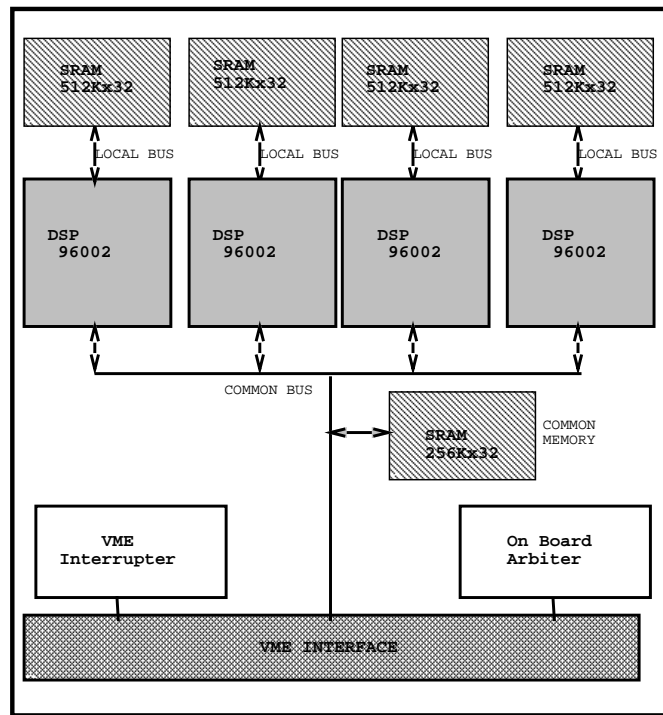 SRAM
512Kx32
SRAM
512Kx32
SRAM
512Kx32
SRAM
512Kx32
LOCAL BUS
LOCAL BUS
LOCAL BUS
LOCAL BUS
DSP
96002
DSP
96002
DSP
96002
DSP
96002
COMMON BUS
SRAM
256Kx32
COMMON
MEMORY
VME
Interrupter
On Board
Arbiter
VME INTERFACE